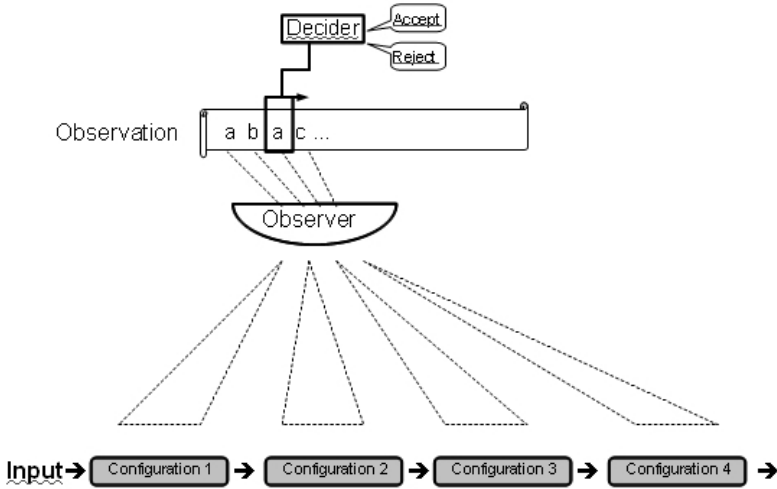 Decider
Accept
Reject
Observation a b a c ...
Observer
Input Configuration 1 Configuration 2 Configuration 3 Configuration 4